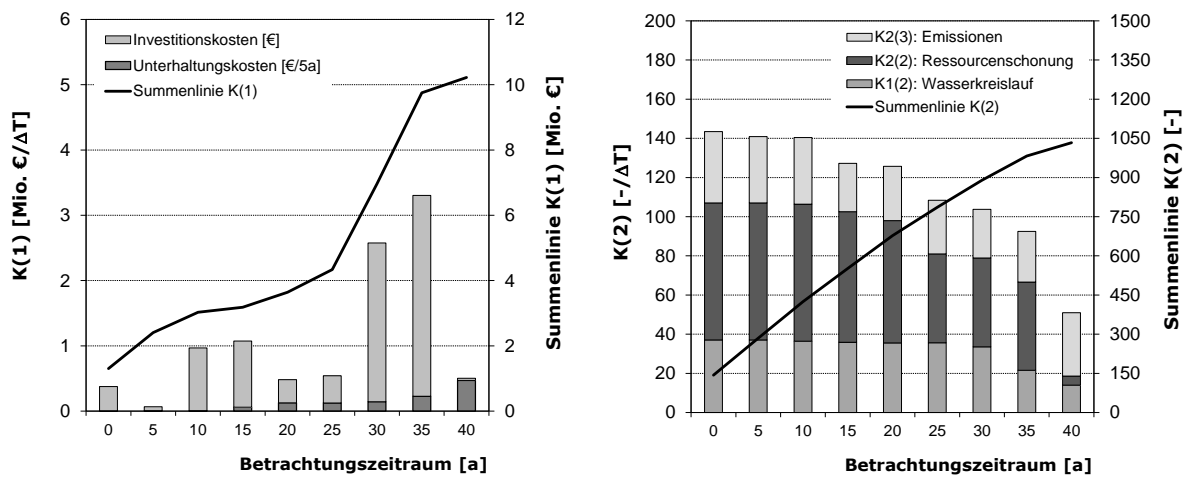 6
5
4
3
2
1
0
K(1) [Mio. €/ΔT]
Investitionskosten [€]
Unterhaltungskosten [€/5a]
Summenlinie K(1)
12
10
8
6
4
2
0
Summenlinie K(1) [Mio. €]
0 5 10 15 20 25 30 35 40
Betrachtungszeitraum [a]
200
180
160
140
120
100
80
60
40
20
0
K(2) [-/ΔT]
K2(3): Emissionen
K2(2): Ressourcenschonung
K1(2): Wasserkreislauf
Summenlinie K(2)
1500
1350
1200
1050
900
750
600
450
300
150
0
Summenlinie K(2) [-]
0 5 10 15 20 25 30 35 40
Betrachtungszeitraum [a]